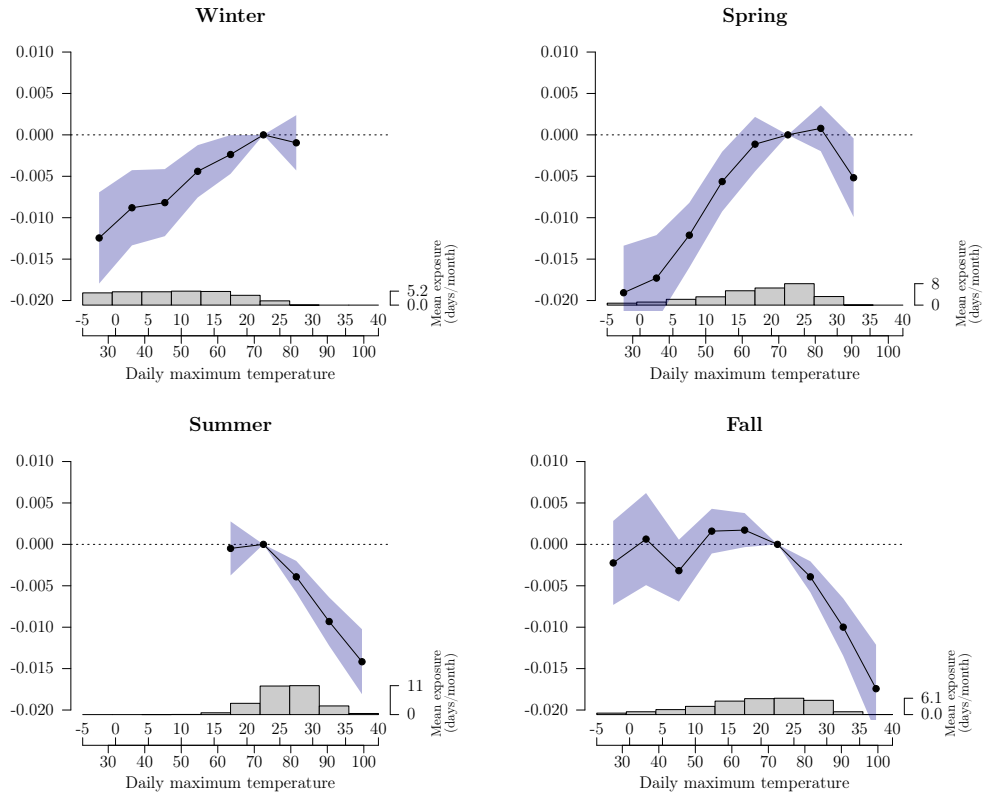 Winter
0.010
0.005
0.000
-0.005
-0.010
-0.015
-0.020
Mean exposure
(days/month)
5.2
0.0
-5 0 5 10 15 20 25 30 35 40
30 40 50 60 70 80 90 100
Daily maximum temperature
Spring
0.010
0.005
0.000
-0.005
-0.010
-0.015
-0.020
Mean exposure
(days/month)
8
0
-5 0 5 10 15 20 25 30 35 40
30 40 50 60 70 80 90 100
Daily maximum temperature
Summer
0.010
0.005
0.000
-0.005
-0.010
-0.015
-0.020
Mean exposure
(days/month)
11
0
-5 0 5 10 15 20 25 30 35 40
30 40 50 60 70 80 90 100
Daily maximum temperature
Fall
0.010
0.005
0.000
-0.005
-0.010
-0.015
-0.020
Mean exposure
(days/month)
6.1
0.0
-5 0 5 10 15 20 25 30 35 40
30 40 50 60 70 80 90 100
Daily maximum temperature